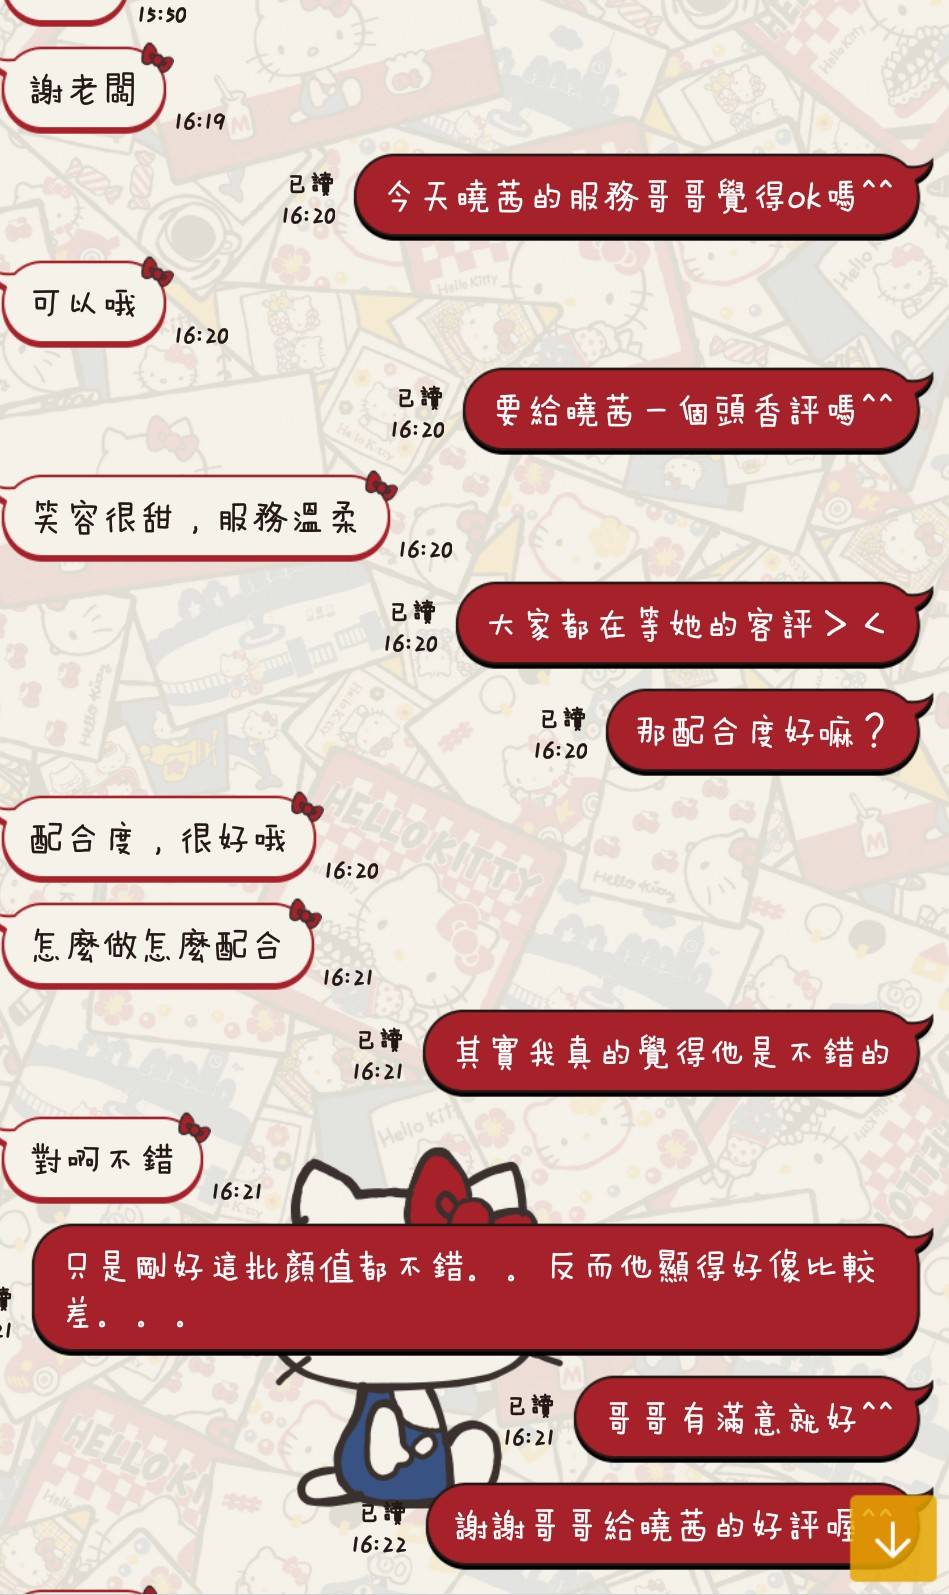 15:50
謝老闆
16:19
已讀
16:20
今天曉茜的服務哥哥覺得ok嗎^^
可以哦
16:20
已讀
16:20
要給曉茜一個頭香評嗎^^
笑容很甜，服務溫柔
16:20
已讀
16:20
大家都在等她的客評＞＜
已讀
16:20
那配合度好嘛？
配合度，很好哦
16:20
怎麼做怎麼配合
16:21
已讀
16:21
其實我真的覺得他是不錯的
對啊不錯
16:21
讀
21
只是剛好這批顏值都不錯。。反而他顯得好像比較
差。。。
已讀
16:21
哥哥有滿意就好^^
已讀
16:22
謝謝哥哥給曉茜的好評喔^^
HELLO KITTY
Hello Kitty